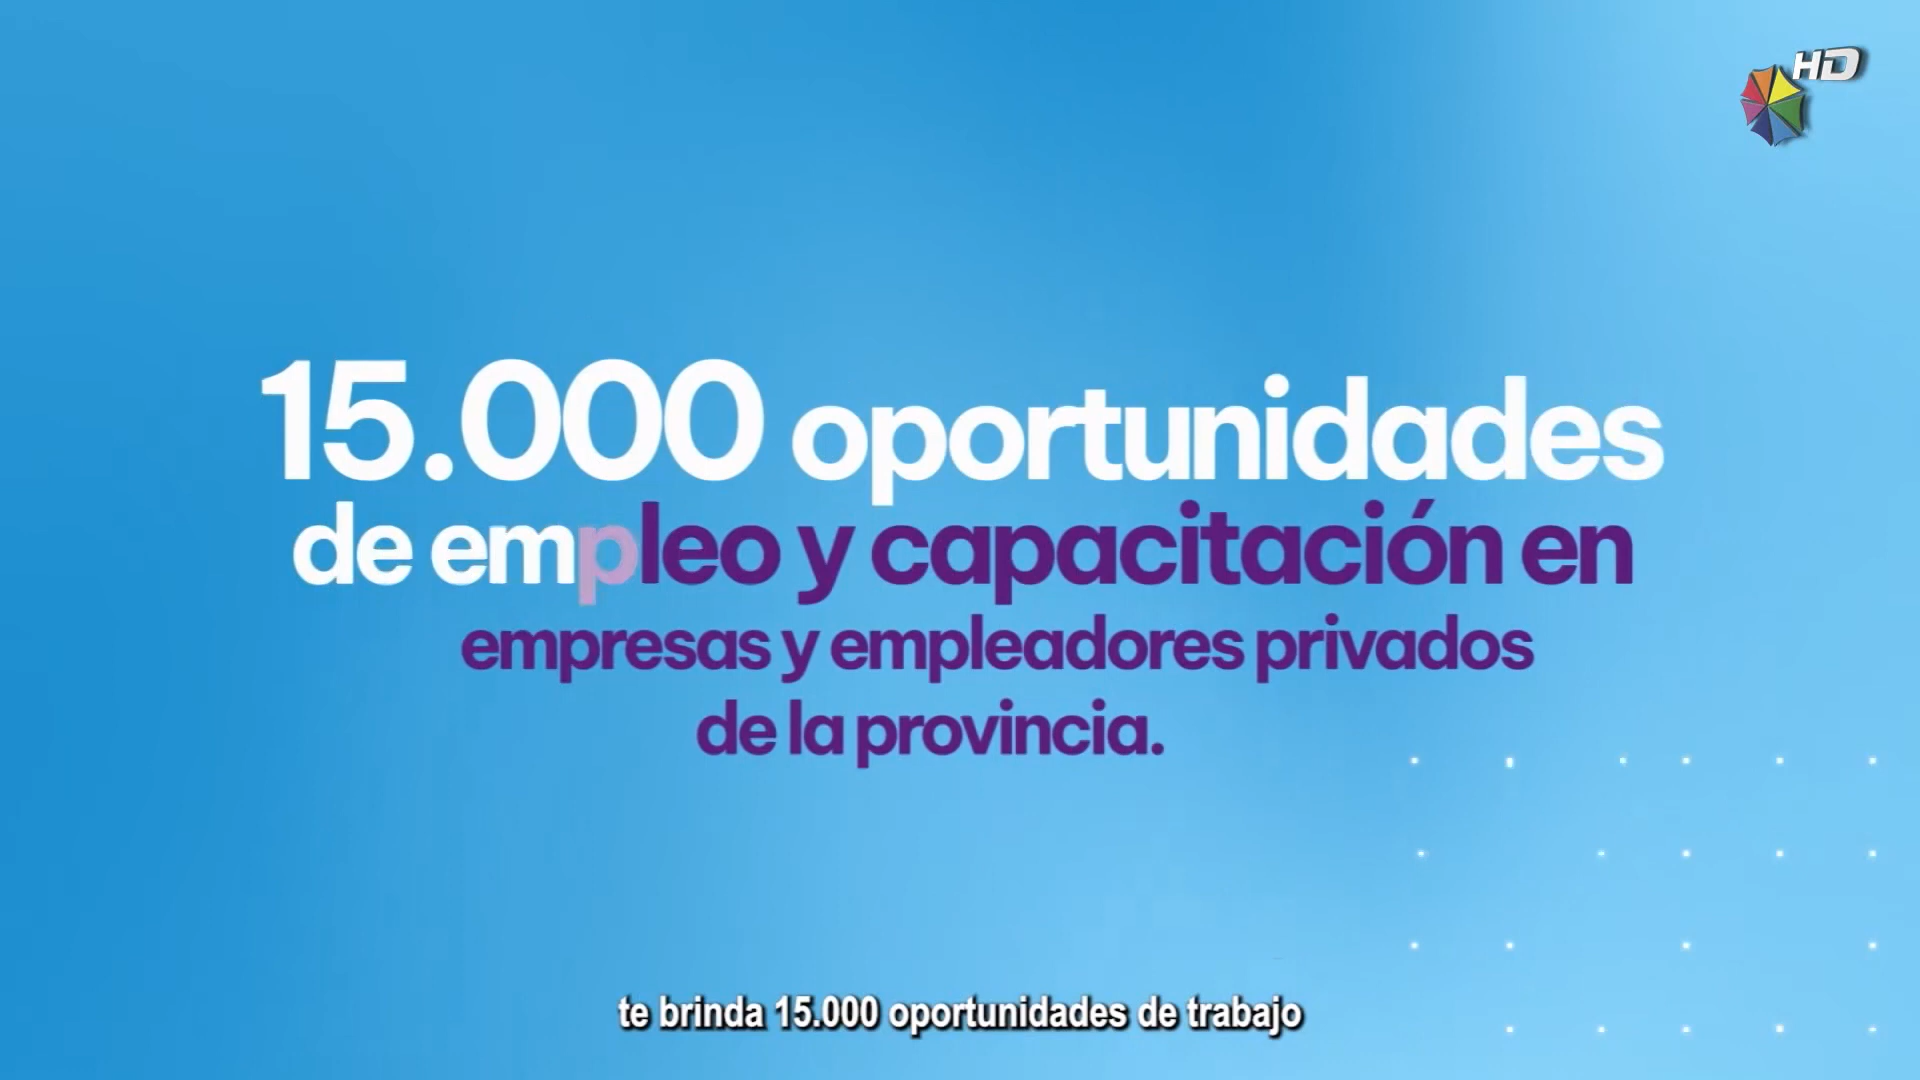 HD
15.000 oportunidades
de empleo y capacitación en
empresas y empleadores privados
de la provincia.
te brinda 15.000 oportunidades de trabajo